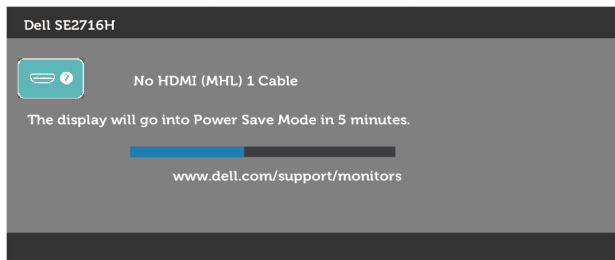 Dell SE2716H
No HDMI (MHL) 1 Cable
The display will go into Power Save Mode in 5 minutes.
www.dell.com/support/monitors